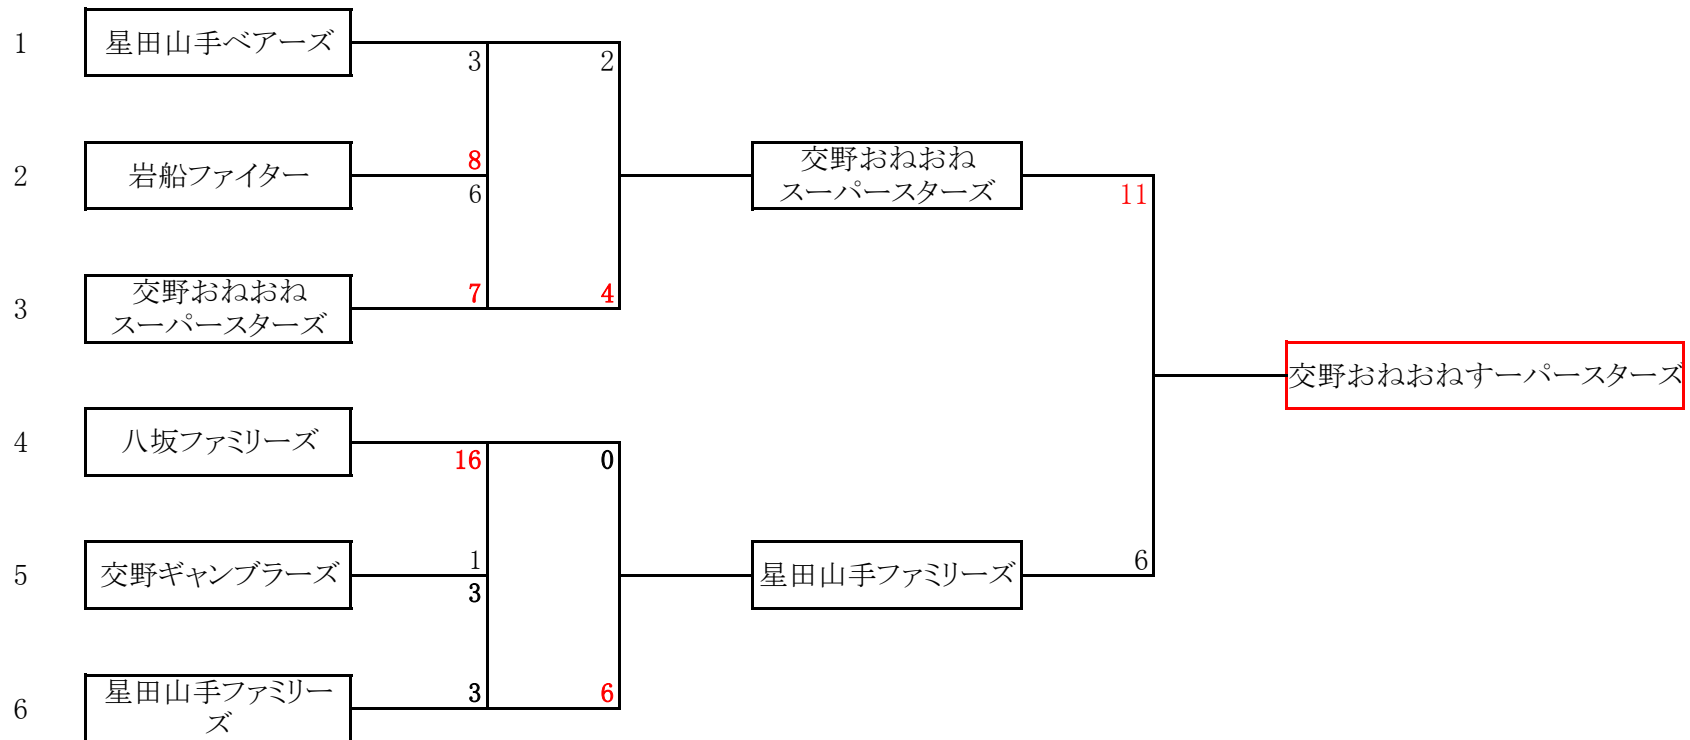 1
星田山手ベアーズ
3
2
2
岩船ファイター
8
6
交野おねおね
スーパースターズ
11
3
交野おねおね
スーパースターズ
7
4
交野おねおねすーパースターズ
4
八坂ファミリーズ
16
0
5
交野ギャンブラーズ
1
3
星田山手ファミリーズ
6
6
星田山手ファミリー
ズ
3
6